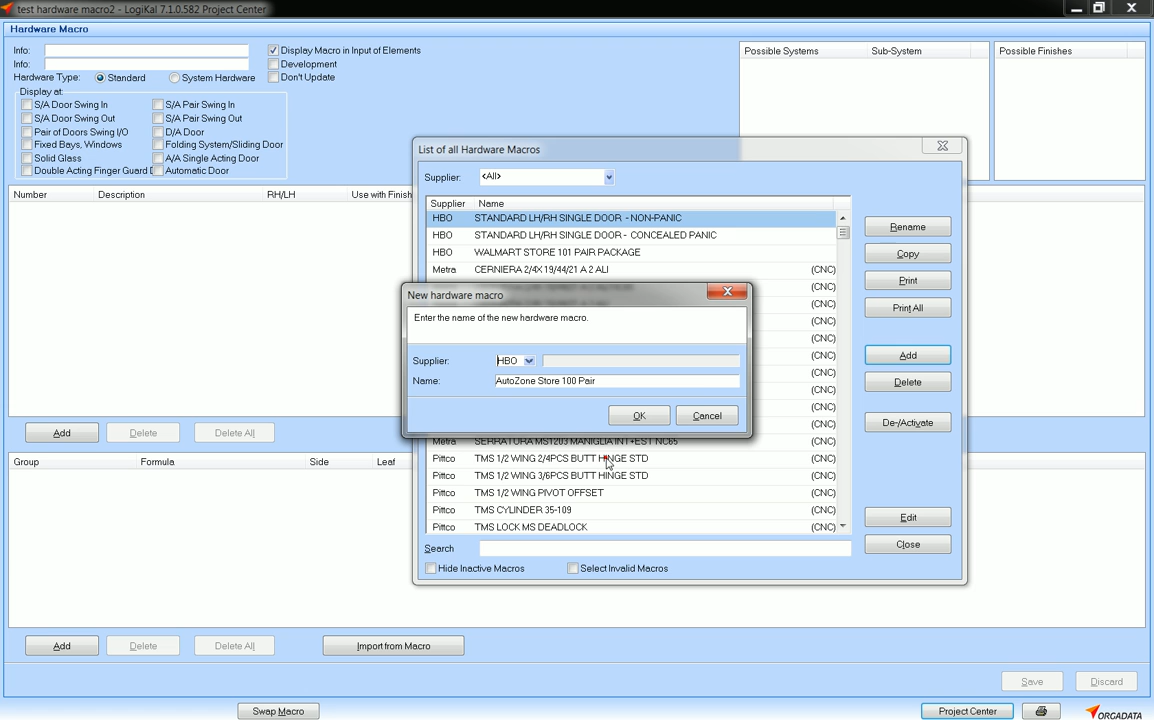 test hardware macro2 - LogiKal 7.1.0.582 Project Center
Hardware Macro
Info:
Info:
Display Macro in Input of Elements
Development
Hardware Type: Standard System Hardware Don't Update
Display at:
S/A Door Swing In S/A Pair Swing In
S/A Door Swing Out S/A Pair Swing Out
Pair of Doors Swing I/O D/A Door
Fixed Bays, Windows Folding System/Sliding Door
Solid Glass A/A Single Acting Door
Double Acting Finger Guard Automatic Door
Possible Systems Sub-System
Possible Finishes
Number Description RH/LH Use with Finish
Add Delete Delete All
Group Formula Side Leaf
Add Delete Delete All Import from Macro
Save Discard
Swap Macro Project Center ORGADATA
List of all Hardware Macros
Supplier: <All>
Supplier Name
HBO STANDARD LH/RH SINGLE DOOR - NON-PANIC
HBO STANDARD LH/RH SINGLE DOOR - CONCEALED PANIC
HBO WALMART STORE 101 PAIR PACKAGE
Metra CERNIERA 2/4X 19/44/21 A 2 ALI (CNC)
(CNC)
(CNC)
(CNC)
(CNC)
(CNC)
(CNC)
(CNC)
(CNC)
(CNC)
Metra SERRATURA MS1203 MANIGLIA INT+EST NC65 (CNC)
Pittco TMS 1/2 WING 2/4PCS BUTT HINGE STD (CNC)
Pittco TMS 1/2 WING 3/6PCS BUTT HINGE STD (CNC)
Pittco TMS 1/2 WING PIVOT OFFSET (CNC)
Pittco TMS CYLINDER 35-109 (CNC)
Pittco TMS LOCK MS DEADLOCK (CNC)
Search
Hide Inactive Macros Select Invalid Macros
Rename
Copy
Print
Print All
Add
Delete
De-/Activate
Edit
Close
New hardware macro
Enter the name of the new hardware macro.
Supplier: HBO
Name: AutoZone Store 100 Pair
OK Cancel